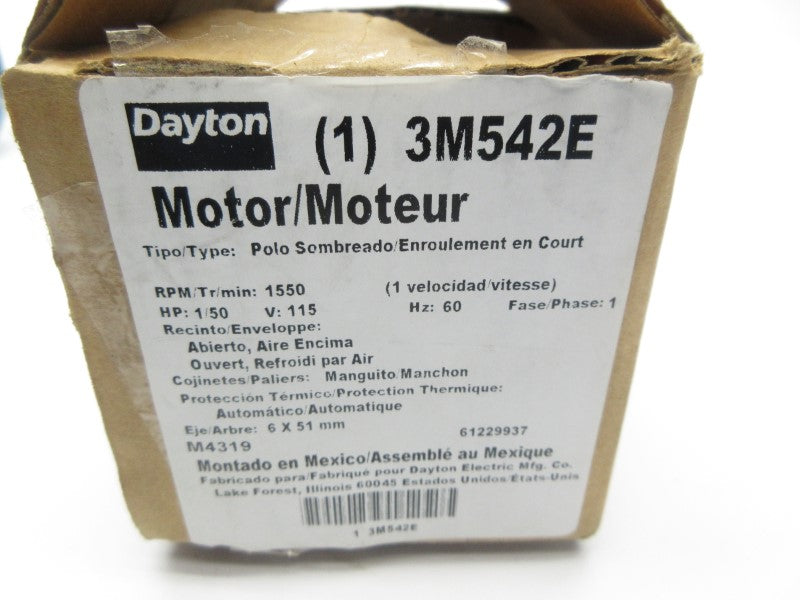 Dayton
(1) 3M542E
Motor/Moteur
Tipo/Type: Polo Sombreado/Enroulement en Court
RPM/Tr/min: 1550 (1 velocidad/vitesse)
HP: 1/50 V: 115 Hz: 60 Fase/Phase: 1
Recinto/Enveloppe:
Abierto, Aire Encima
Ouvert, Refroidi par Air
Cojinetes/Paliers: Manguito/Manchon
Protección Térmico/Protection Thermique:
Automático/Automatique
Eje/Arbre: 6 X 51 mm 61229937
M4319
Montado en Mexico/Assemblé au Mexique
Fabricado para/Fabriqué pour Dayton Electric Mfg. Co.
Lake Forest, Illinois 60045 Estados Unidos/États-Unis
1 3M542E